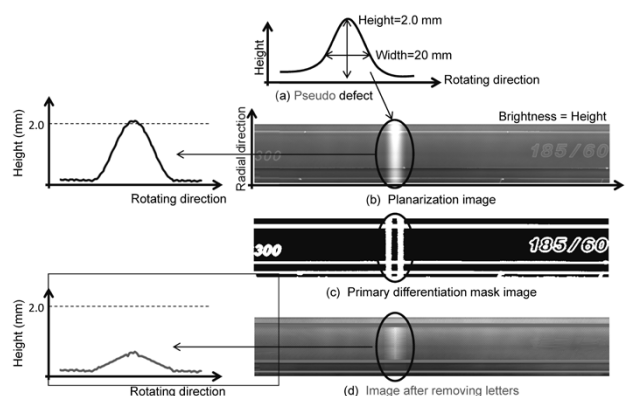 Height=2.0 mm
Width=20 mm
Height
Rotating direction
(a) Pseudo defect
Height (mm)
2.0
Rotating direction
Radial direction
Brightness = Height
300
185/60
(b) Planarization image
300
185/60
(c) Primary differentiation mask image
Height (mm)
2.0
Rotating direction
(d) Image after removing letters